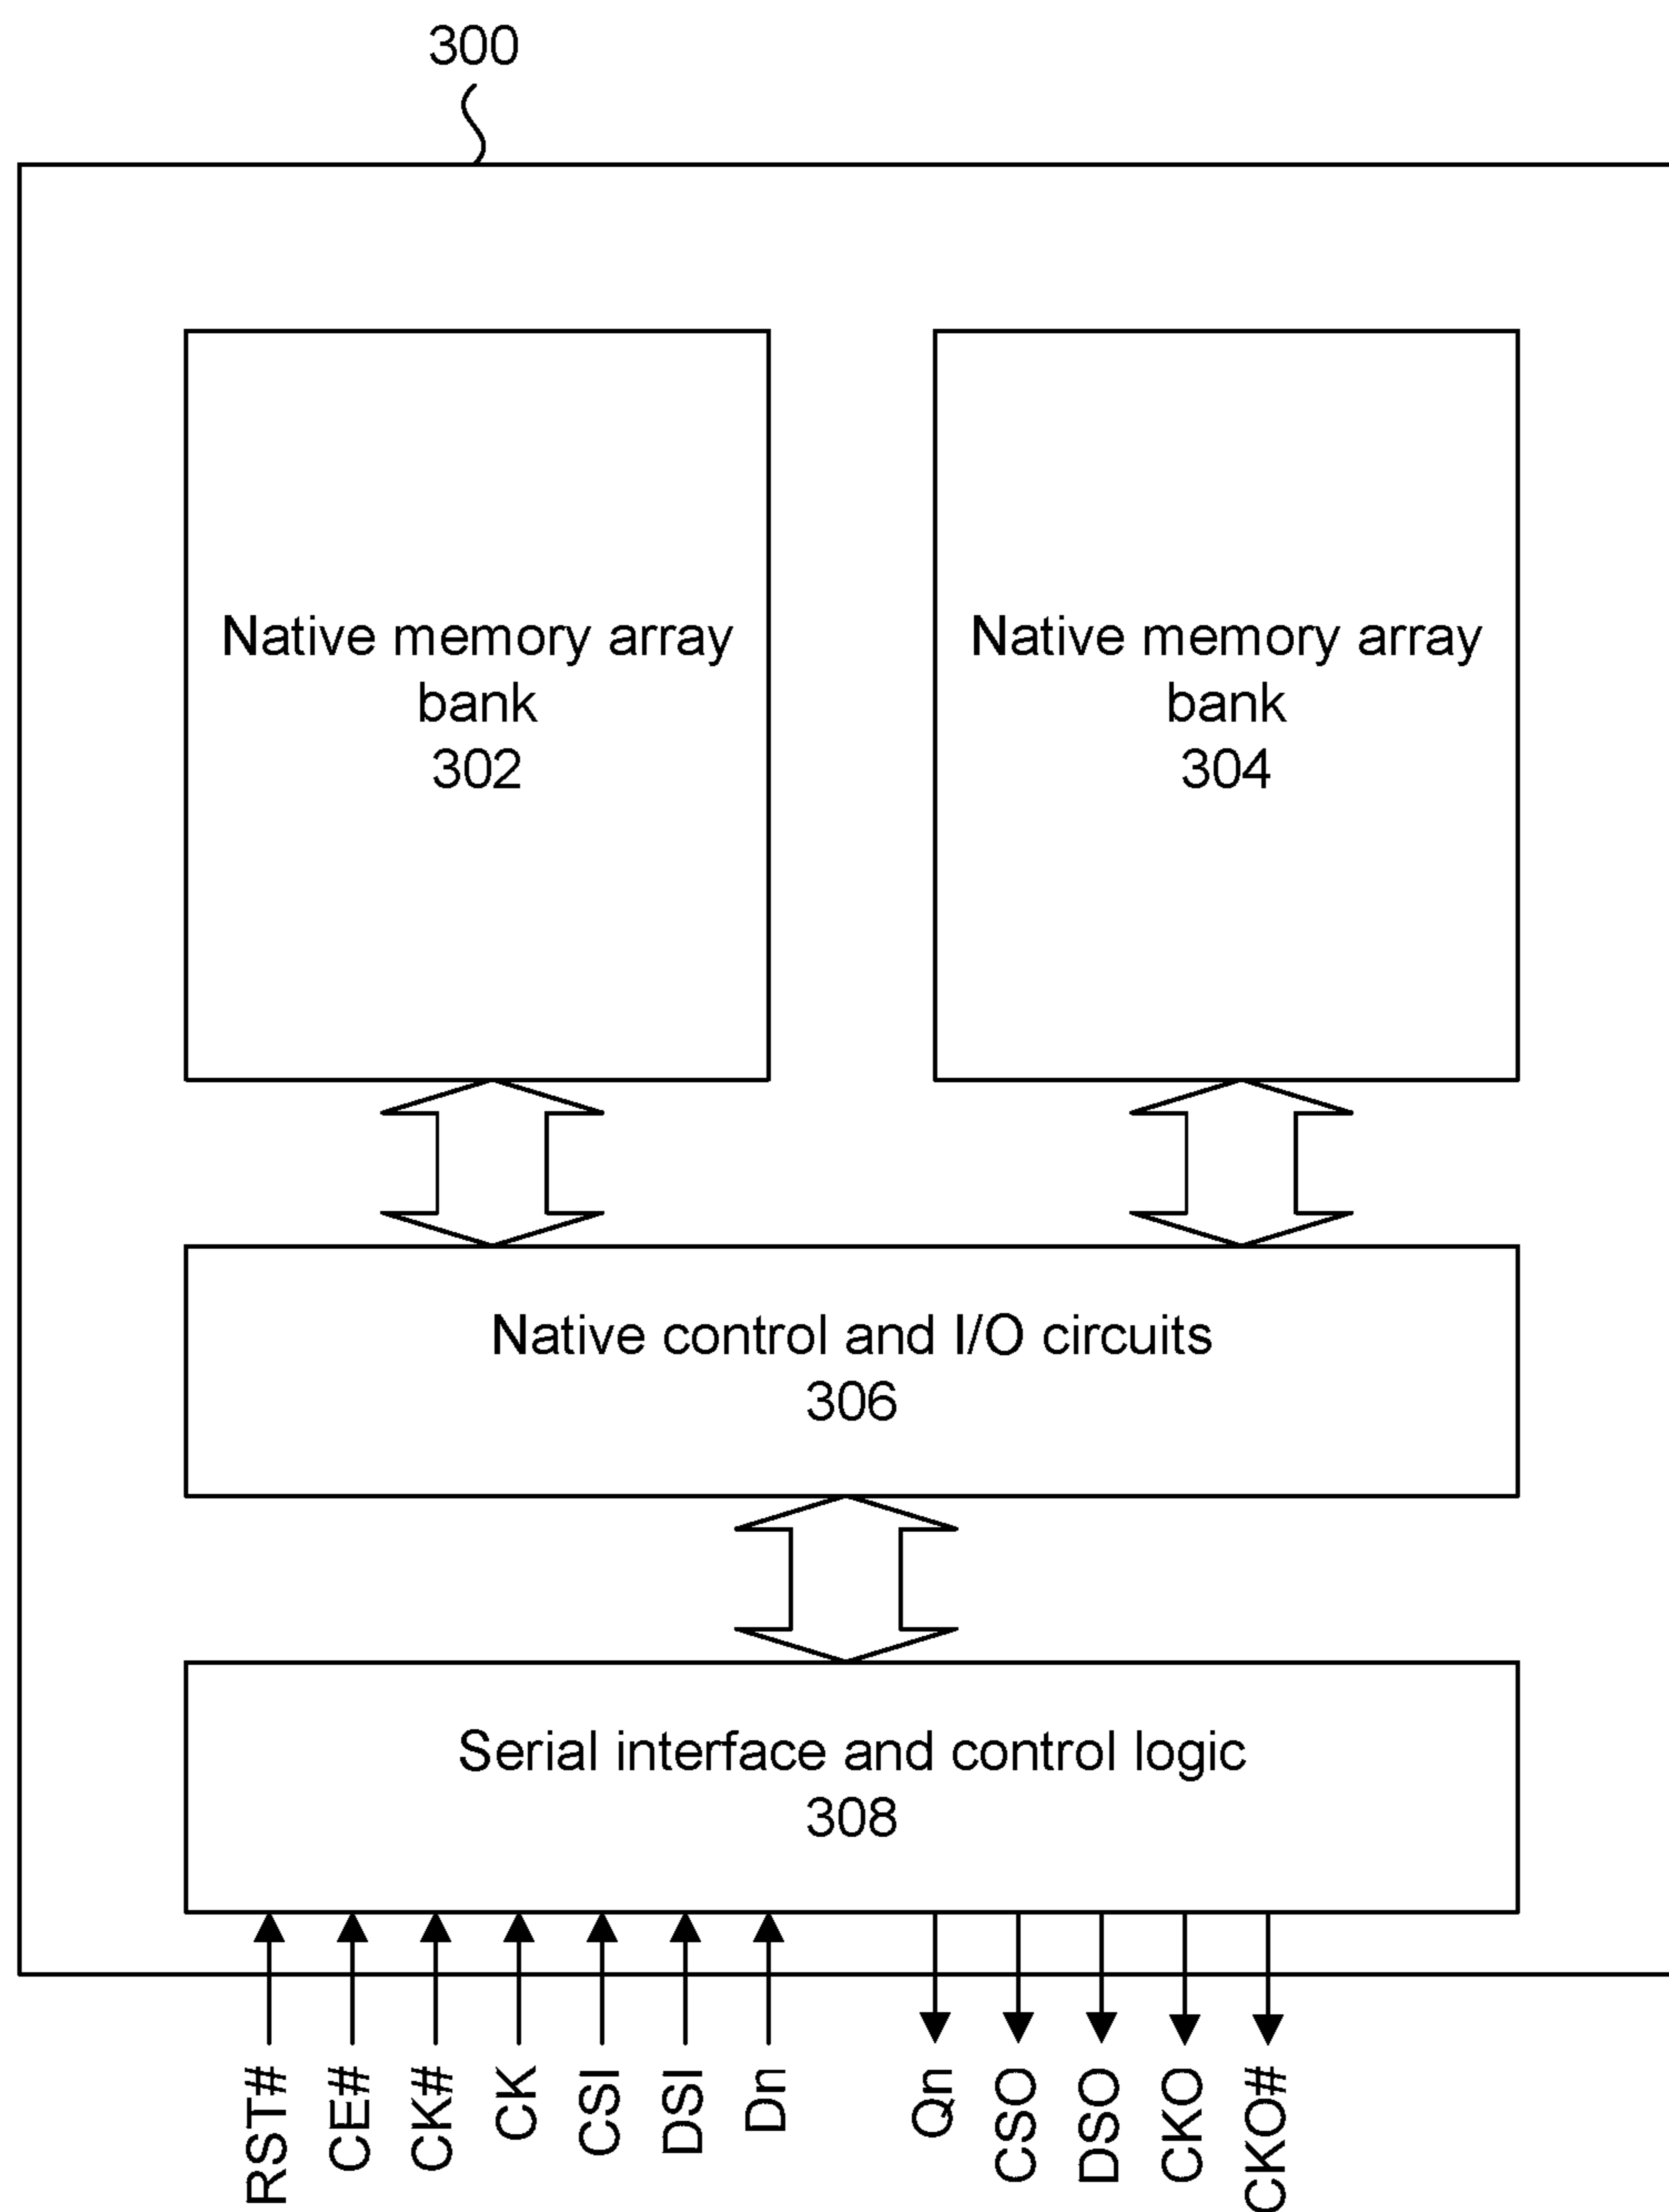 300
Native memory array
bank
302
Native memory array
bank
304
Native control and I/O circuits
306
Serial interface and control logic
308
RST#
CE#
CK#
CK
CSI
DSI
Dn
Qn
CSO
DSO
CKO
CKO#